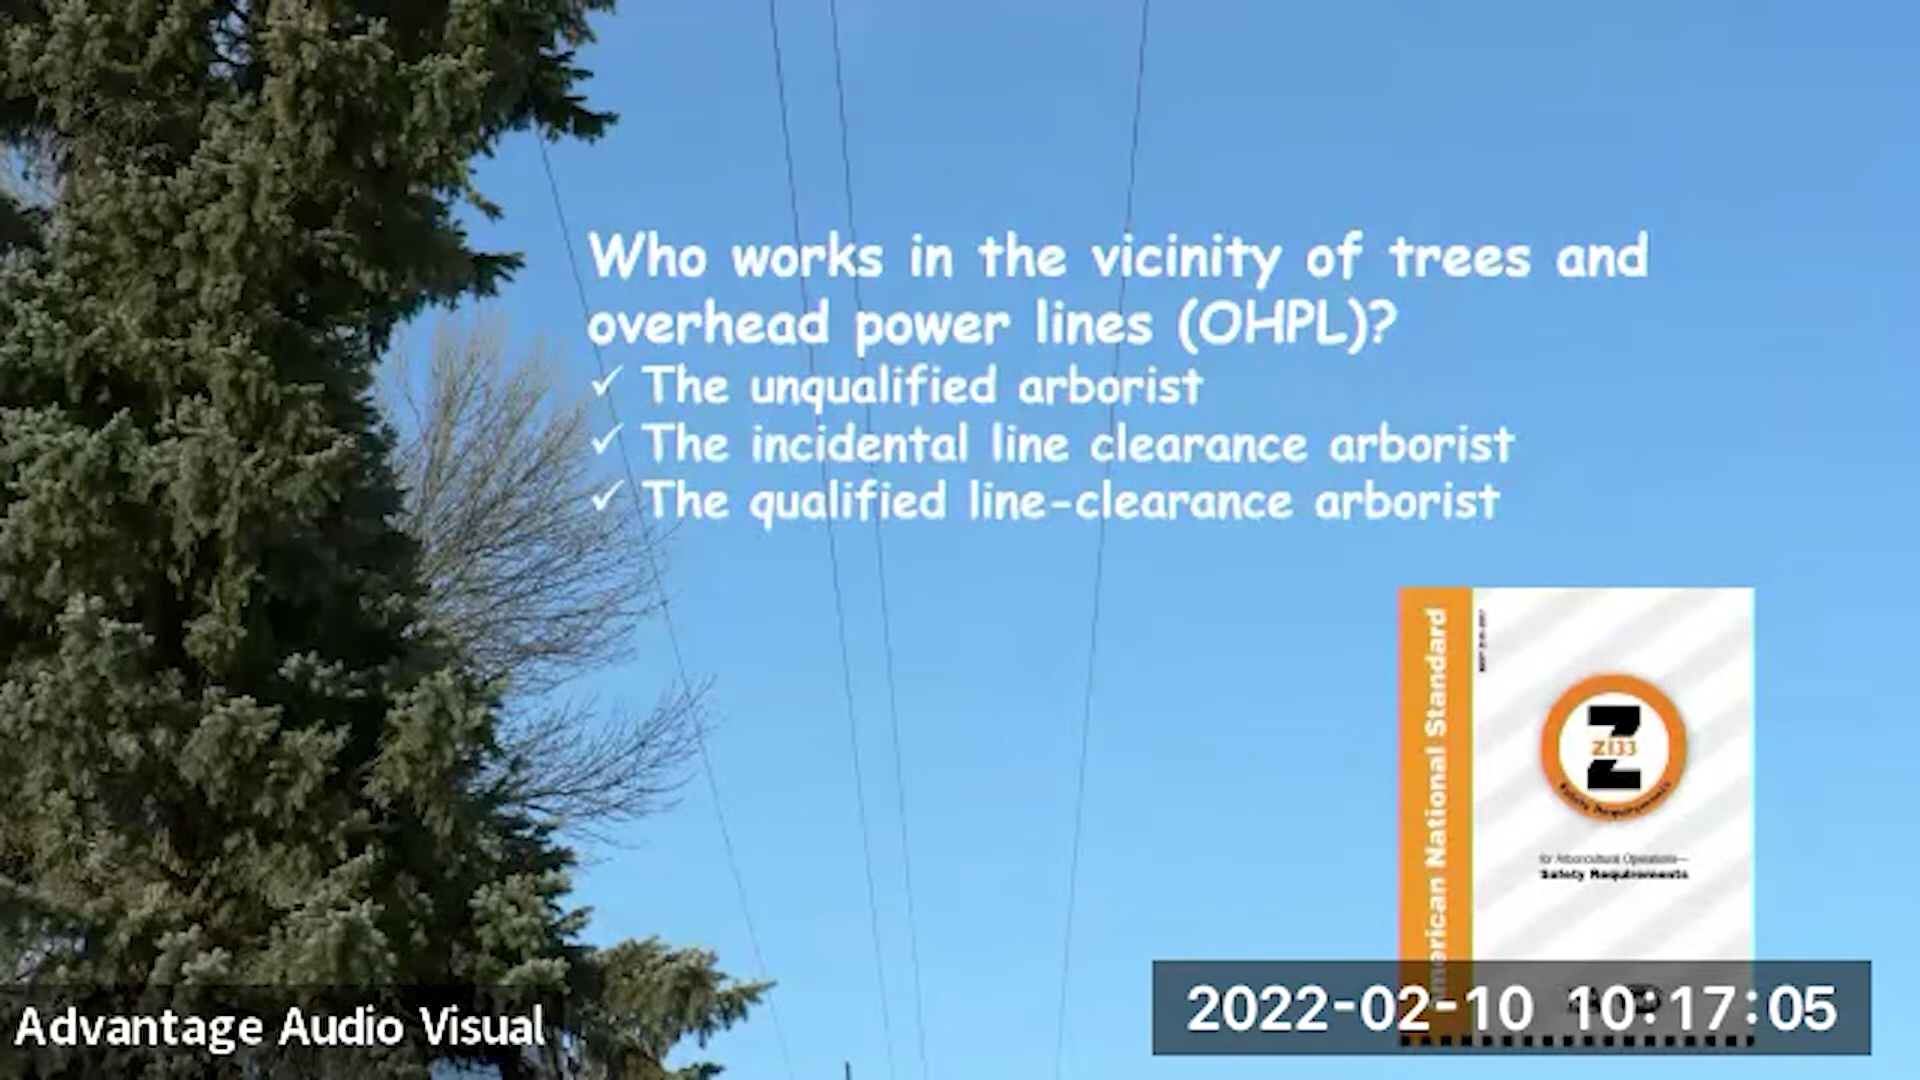 Who works in the vicinity of trees and
overhead power lines (OHPL)?
✓ The unqualified arborist
✓ The incidental line clearance arborist
✓ The qualified line-clearance arborist
American National Standard
Z133
Safety Requirements
for Arboricultural Operations—
Safety Requirements
Advantage Audio Visual
2022-02-10 10:17:05